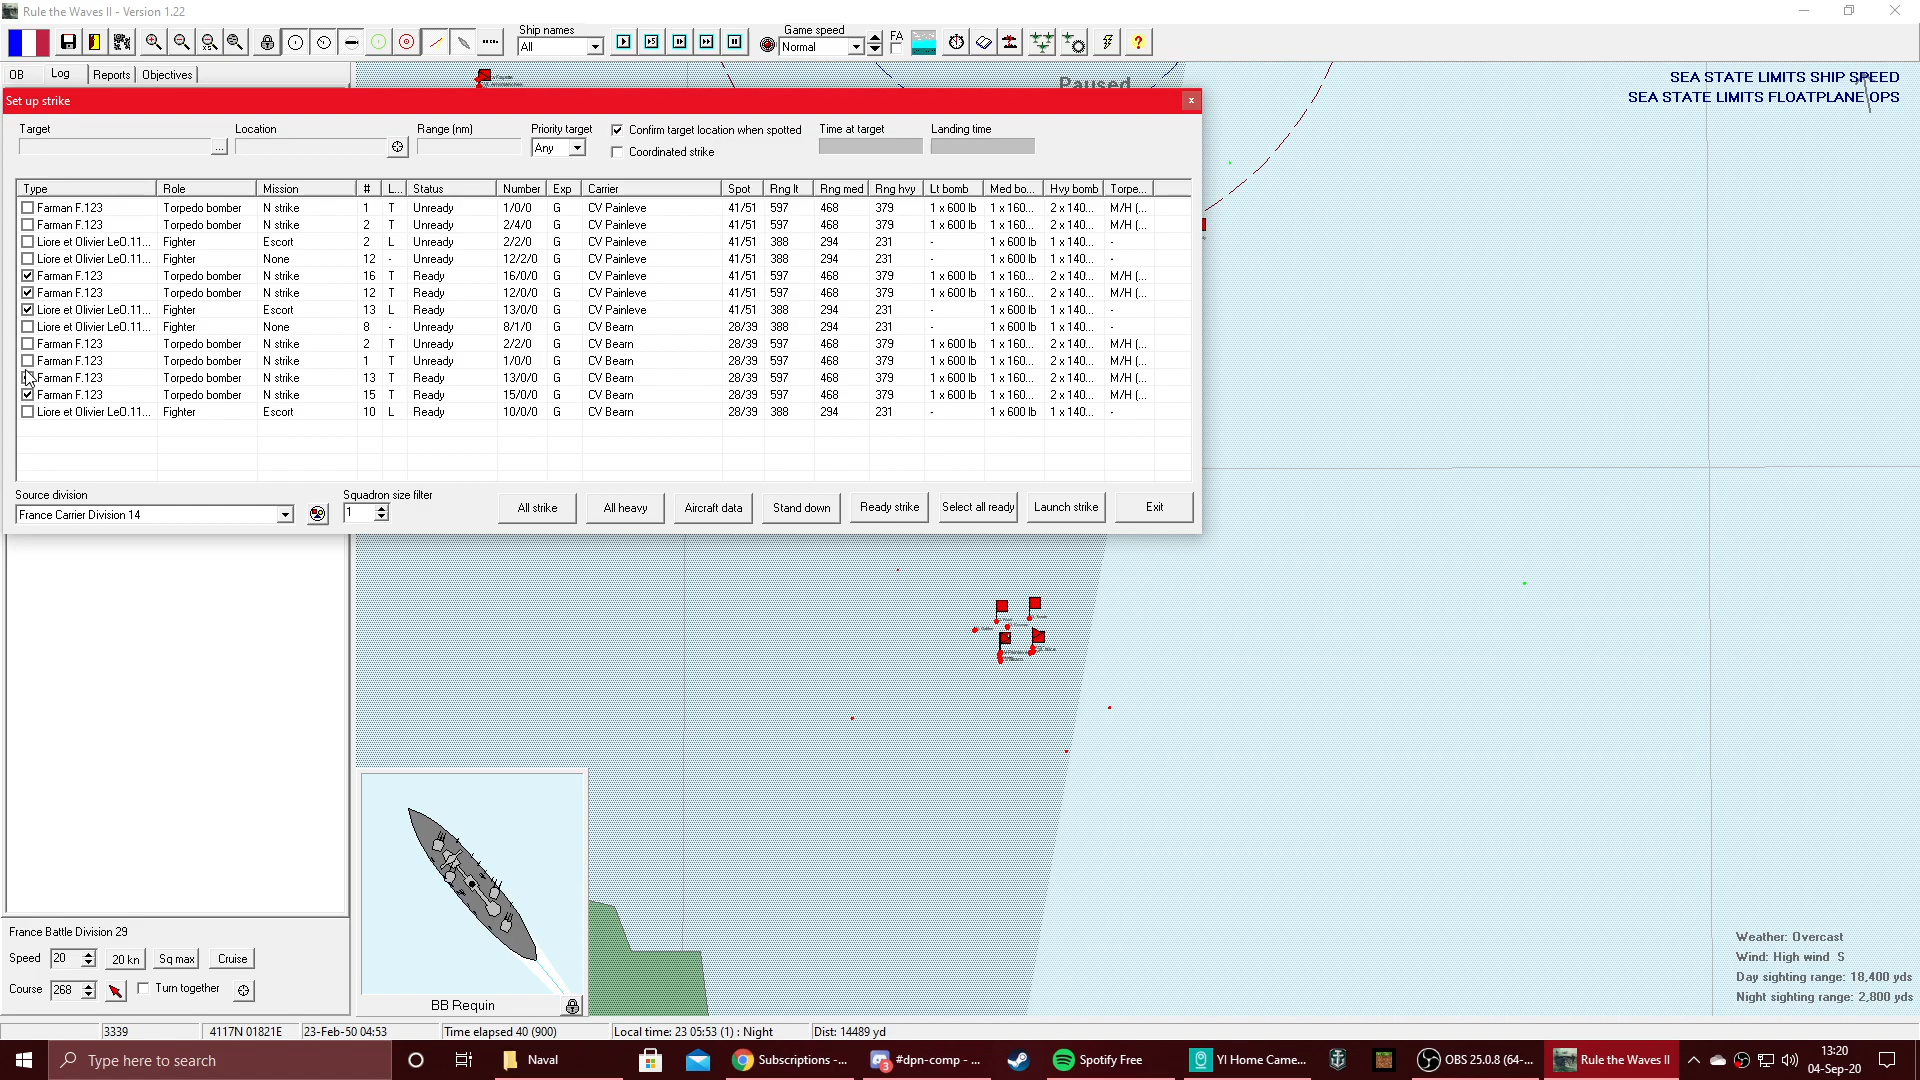 Rule the Waves II - Version 1.22
Ship names
All
Game speed
Normal
FA
OB
Log
Reports
Objectives
Paused
SEA STATE LIMITS SHIP SPEED
SEA STATE LIMITS FLOATPLANE OPS
Set up strike
Target
Location
Range (nm)
Priority target
Any
Confirm target location when spotted
Coordinated strike
Time at target
Landing time
Type Role Mission # L... Status Number Exp Carrier Spot Rng lt Rng med Rng hvy Lt bomb Med bo... Hvy bomb Torpe...
Farman F.123 Torpedo bomber N strike 1 T Unready 1/0/0 G CV Painleve 41/51 597 468 379 1 x 600 lb 1 x 160... 2 x 140... M/H (...
Farman F.123 Torpedo bomber N strike 2 T Unready 2/4/0 G CV Painleve 41/51 597 468 379 1 x 600 lb 1 x 160... 2 x 140... M/H (...
Liore et Olivier LeO.11... Fighter Escort 2 L Unready 2/2/0 G CV Painleve 41/51 388 294 231 - 1 x 600 lb 1 x 140... -
Liore et Olivier LeO.11... Fighter None 12 - Unready 12/2/0 G CV Painleve 41/51 388 294 231 - 1 x 600 lb 1 x 140... -
Farman F.123 Torpedo bomber N strike 16 T Ready 16/0/0 G CV Painleve 41/51 597 468 379 1 x 600 lb 1 x 160... 2 x 140... M/H (...
Farman F.123 Torpedo bomber N strike 12 T Ready 12/0/0 G CV Painleve 41/51 597 468 379 1 x 600 lb 1 x 160... 2 x 140... M/H (...
Liore et Olivier LeO.11... Fighter Escort 13 L Ready 13/0/0 G CV Painleve 41/51 388 294 231 - 1 x 600 lb 1 x 140... -
Liore et Olivier LeO.11... Fighter None 8 - Unready 8/1/0 G CV Bearn 28/39 388 294 231 - 1 x 600 lb 1 x 140... -
Farman F.123 Torpedo bomber N strike 2 T Unready 2/2/0 G CV Bearn 28/39 597 468 379 1 x 600 lb 1 x 160... 2 x 140... M/H (...
Farman F.123 Torpedo bomber N strike 1 T Unready 1/0/0 G CV Bearn 28/39 597 468 379 1 x 600 lb 1 x 160... 2 x 140... M/H (...
Farman F.123 Torpedo bomber N strike 13 T Ready 13/0/0 G CV Bearn 28/39 597 468 379 1 x 600 lb 1 x 160... 2 x 140... M/H (...
Farman F.123 Torpedo bomber N strike 15 T Ready 15/0/0 G CV Bearn 28/39 597 468 379 1 x 600 lb 1 x 160... 2 x 140... M/H (...
Liore et Olivier LeO.11... Fighter Escort 10 L Ready 10/0/0 G CV Bearn 28/39 388 294 231 - 1 x 600 lb 1 x 140... -
Source division
France Carrier Division 14
Squadron size filter
1
All strike
All heavy
Aircraft data
Stand down
Ready strike
Select all ready
Launch strike
Exit
France Battle Division 29
Speed 20 20 kn Sq max Cruise
Course 268 Turn together
BB Requin
Weather: Overcast
Wind: High wind S
Day sighting range: 18,400 yds
Night sighting range: 2,800 yds
3339
4117N 01821E
23-Feb-50 04:53
Time elapsed 40 (900)
Local time: 23 05:53 (1) : Night
Dist: 14489 yd
Type here to search
Naval
Subscriptions -...
3
#dpn-comp - ...
Spotify Free
YI Home Came...
OBS 25.0.8 (64-...
Rule the Waves II
13:20
04-Sep-20